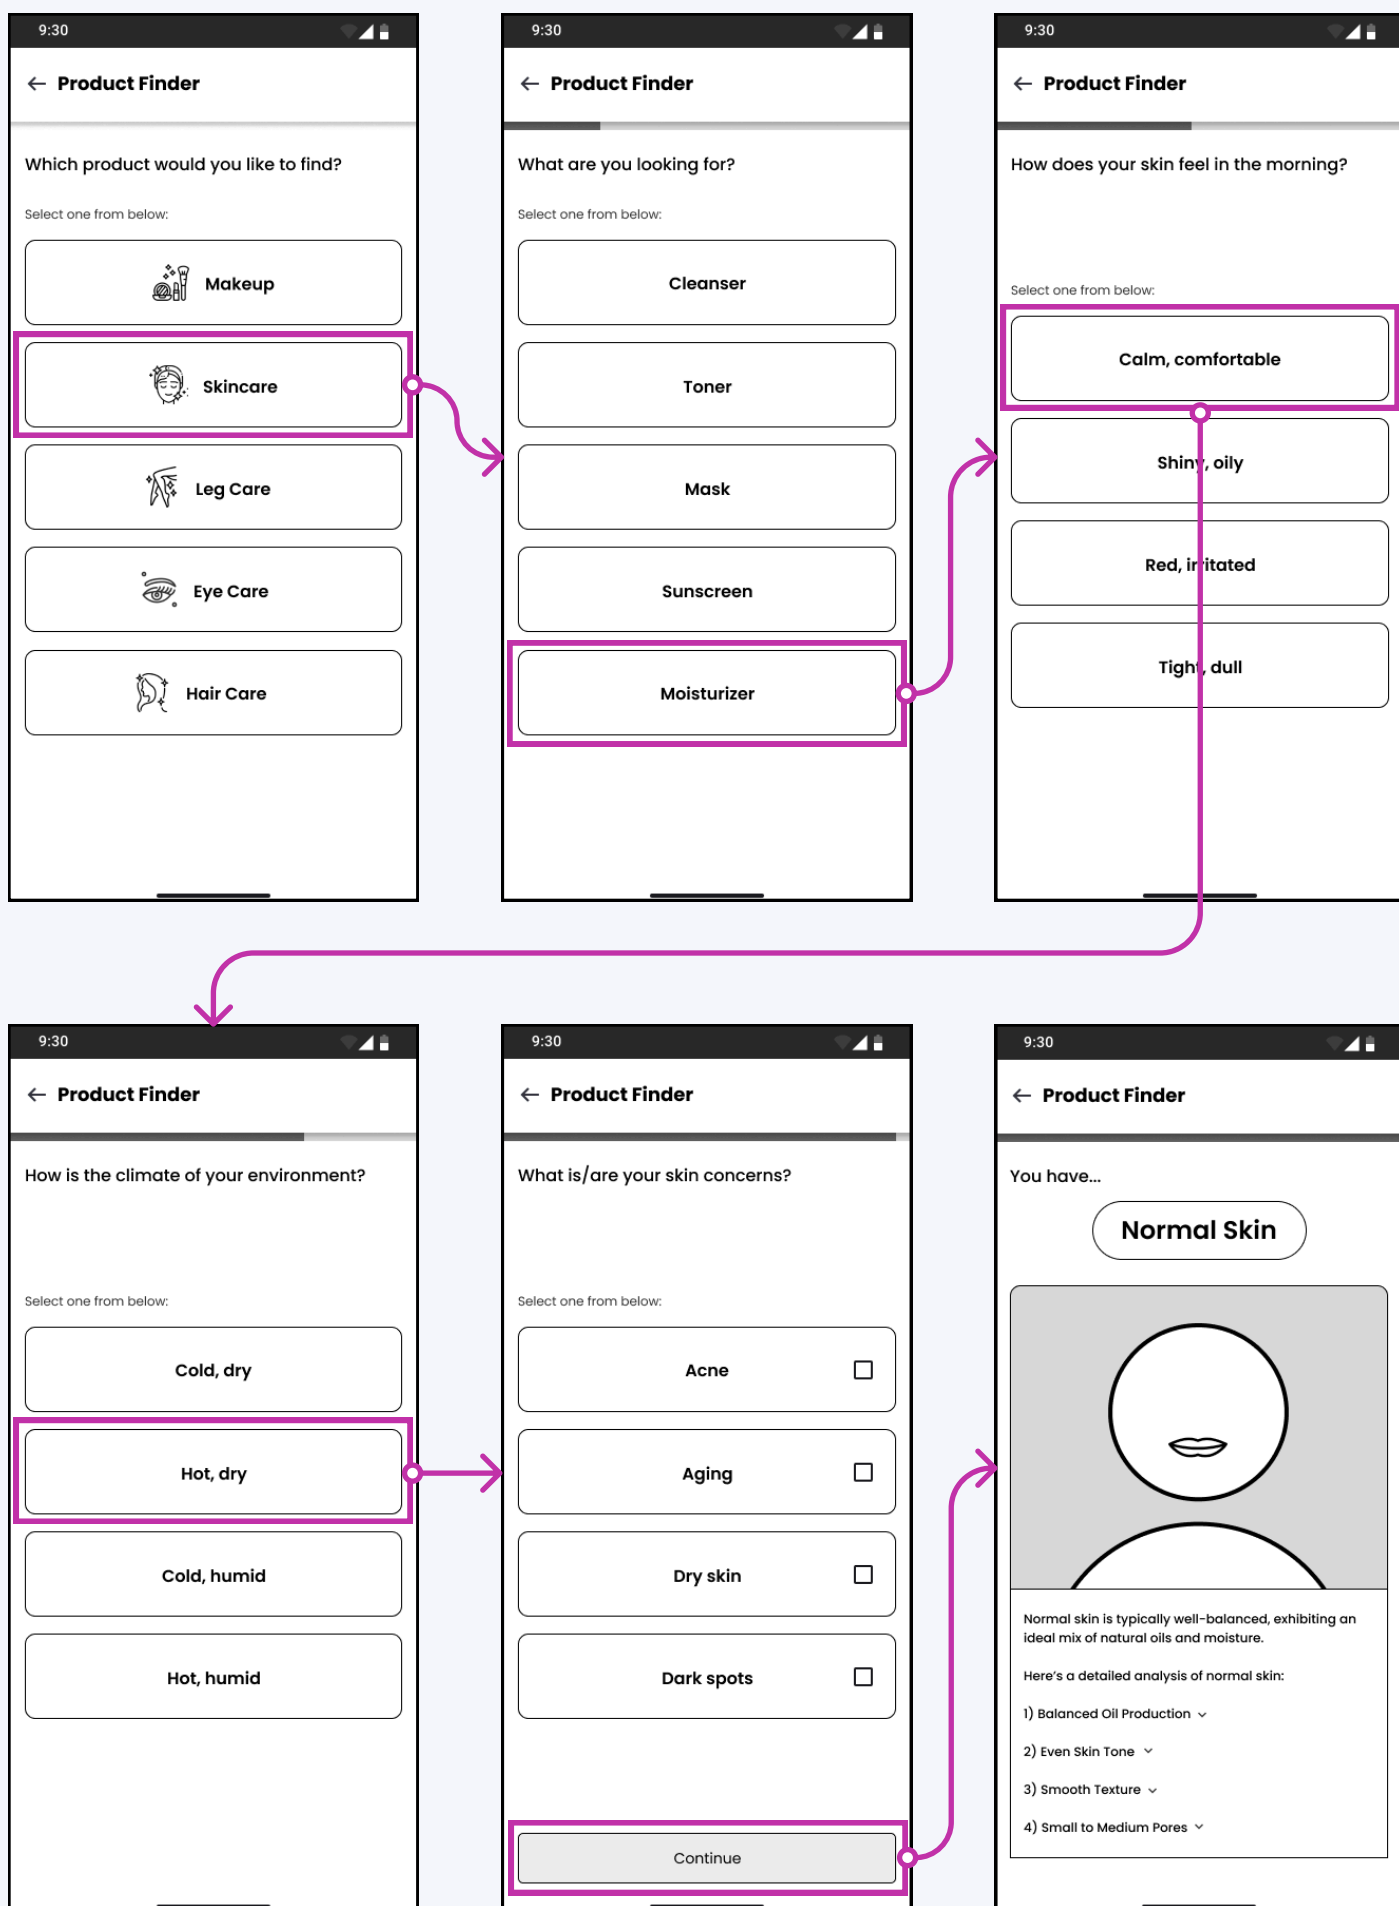 9:30
Product Finder
Which product would you like to find?
Select one from below:
Makeup
Skincare
Leg Care
Eye Care
Hair Care
9:30
Product Finder
What are you looking for?
Select one from below:
Cleanser
Toner
Mask
Sunscreen
Moisturizer
9:30
Product Finder
How does your skin feel in the morning?
Select one from below:
Calm, comfortable
Shiny, oily
Red, irritated
Tight, dull
9:30
Product Finder
How is the climate of your environment?
Select one from below:
Cold, dry
Hot, dry
Cold, humid
Hot, humid
9:30
Product Finder
What is/are your skin concerns?
Select one from below:
Acne
Aging
Dry skin
Dark spots
Continue
9:30
Product Finder
You have...
Normal Skin
Normal skin is typically well-balanced, exhibiting an
ideal mix of natural oils and moisture.
Here's a detailed analysis of normal skin:
1) Balanced Oil Production
2) Even Skin Tone
3) Smooth Texture
4) Small to Medium Pores